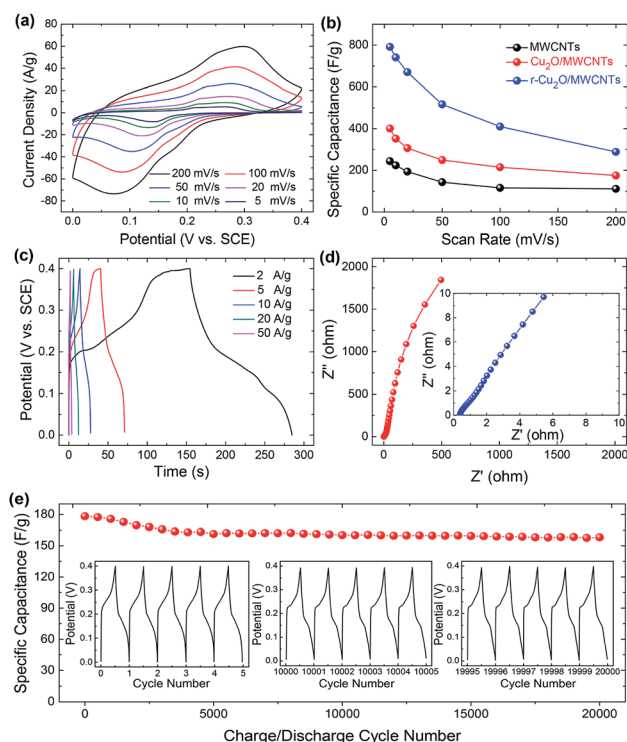 (a)
60
40
20
0
-20
-40
-60
-80
Current Density (A/g)
200 mV/s 100 mV/s
50 mV/s 20 mV/s
10 mV/s 5 mV/s
0.0 0.1 0.2 0.3 0.4
Potential (V vs. SCE)
(b)
800
600
400
200
0
Specific Capacitance (F/g)
MWCNTs
Cu₂O/MWCNTs
r-Cu₂O/MWCNTs
0 50 100 150 200
Scan Rate (mV/s)
(c)
0.4
0.3
0.2
0.1
0.0
Potential (V vs. SCE)
2 A/g
5 A/g
10 A/g
20 A/g
50 A/g
0 50 100 150 200 250 300
Time (s)
(d)
2000
1500
1000
500
0
Z" (ohm)
10
8
6
4
2
0
Z" (ohm)
0 2 4 6 8 10
Z' (ohm)
0 500 1000 1500 2000
Z' (ohm)
(e)
180
150
120
90
60
30
0
Specific Capacitance (F/g)
0.4
0.3
0.2
0.1
0.0
Potential (V)
0 1 2 3 4 5
Cycle Number
0.4
0.3
0.2
0.1
0.0
Potential (V)
10000 10001 10002 10003 10004 10005
Cycle Number
0.4
0.3
0.2
0.1
0.0
Potential (V)
19995 19996 19997 19998 19999 20000
Cycle Number
0 5000 10000 15000 20000
Charge/Discharge Cycle Number